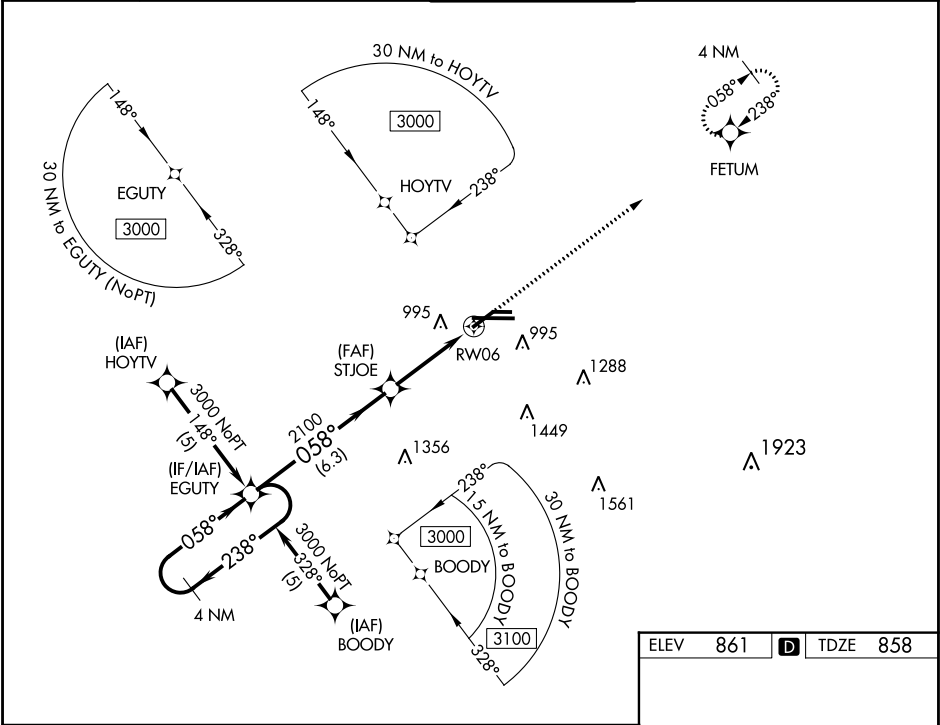 30 NM to HOYTV
148°
3000
HOYTV
238°
4 NM
058°
238°
FETUM
148°
EGUTY
3000
328°
30 NM to EGUTY (NoPT)
995
RW06
995
1288
1449
1356
1561
1923
(IAF)
HOYTV
3000 NoPT
148°
(5)
(FAF)
STJOE
2100
058°
(6.3)
(IF/IAF)
EGUTY
058°
238°
4 NM
3000 NoPT
328°
(5)
(IAF)
BOODY
238°
21.5 NM to BOODY
30 NM to BOODY
3000
BOODY
3100
328°
ELEV 861 D TDZE 858